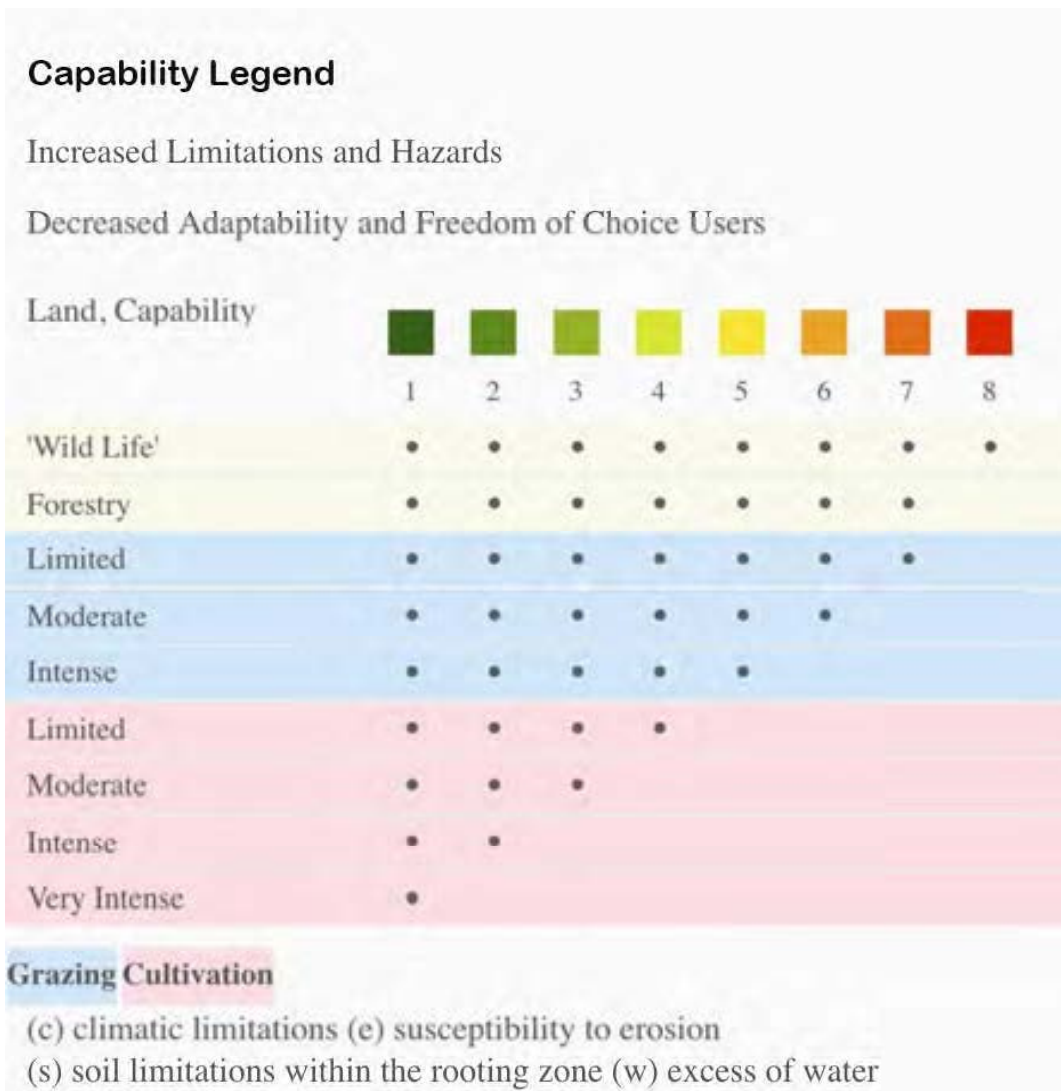 Capability Legend
Increased Limitations and Hazards
Decreased Adaptability and Freedom of Choice Users
Land, Capability
1 2 3 4 5 6 7 8
'Wild Life' • • • • • • • •
Forestry • • • • • • •
Limited • • • • • • •
Moderate • • • • • •
Intense • • • • •
Limited • • • •
Moderate • • •
Intense • •
Very Intense •
Grazing Cultivation
(c) climatic limitations (e) susceptibility to erosion
(s) soil limitations within the rooting zone (w) excess of water